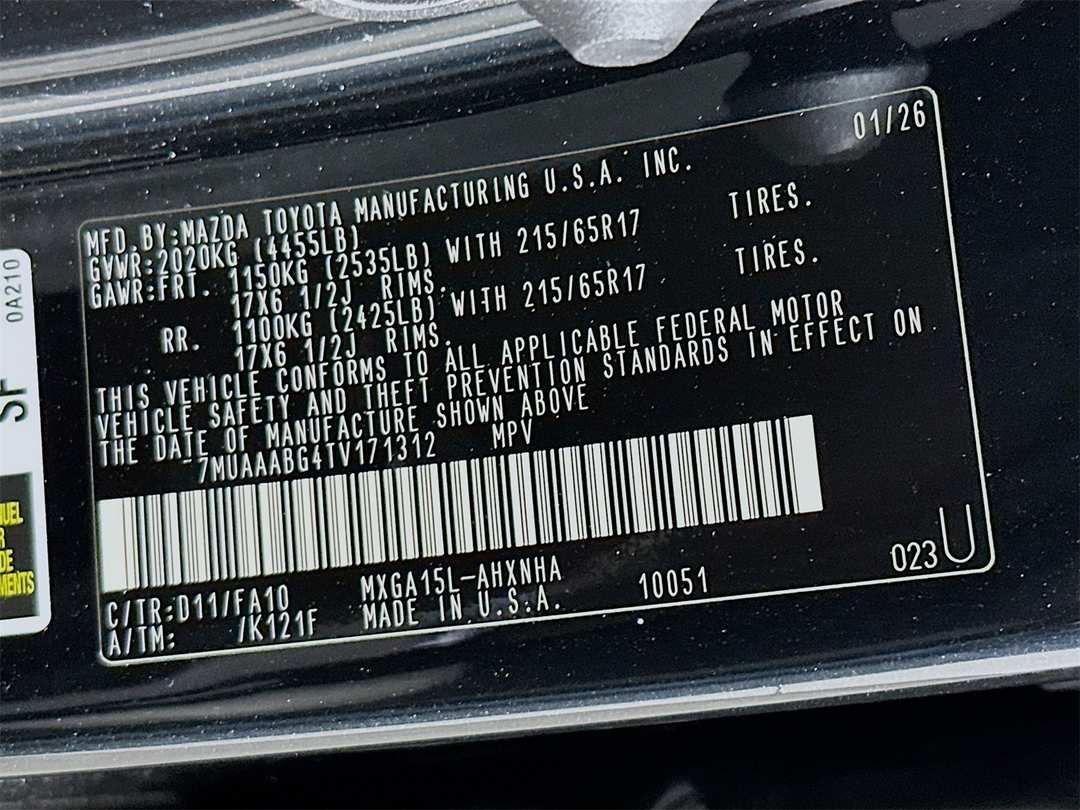 01/26
MFD.BY:MAZDA TOYOTA MANUFACTURING U.S.A. INC.
GVWR:2020KG (4455LB)
GAWR:FRT. 1150KG (2535LB) WITH 215/65R17 TIRES.
17X6 1/2J RIMS.
RR. 1100KG (2425LB) WITH 215/65R17 TIRES.
17X6 1/2J RIMS.
THIS VEHICLE CONFORMS TO ALL APPLICABLE FEDERAL MOTOR
VEHICLE SAFETY AND THEFT PREVENTION STANDARDS IN EFFECT ON
THE DATE OF MANUFACTURE SHOWN ABOVE
7MUAAABG4TV171312 MPV
C/TR:D11/FA10 MXGA15L-AHXNHA 10051 023 U
A/TM: /K121F MADE IN U.S.A.
0A210
SF